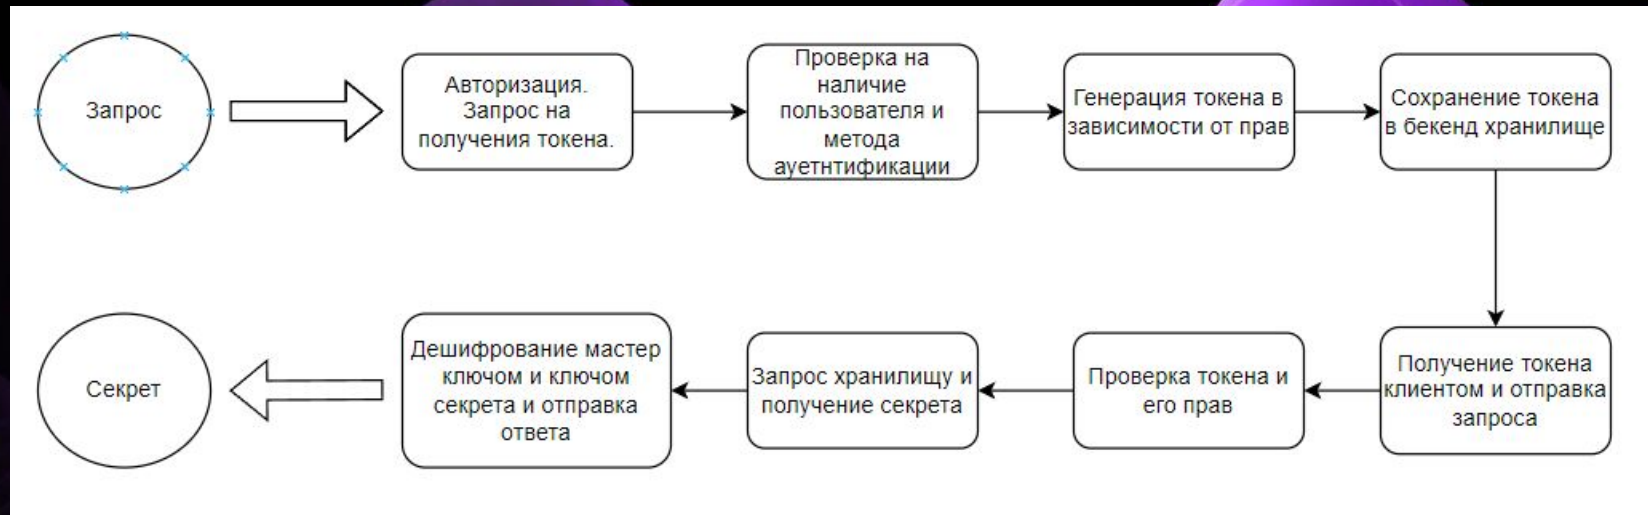 Запрос
Авторизация.
Запрос на
получения токена.
Проверка на
наличие
пользователя и
метода
ауетнтификации
Генерация токена в
зависимости от прав
Сохранение токена
в бекенд хранилище
Получение токена
клиентом и отправка
запроса
Проверка токена и
его прав
Запрос хранилищу и
получение секрета
Дешифрование мастер
ключом и ключом
секрета и отправка
ответа
Секрет